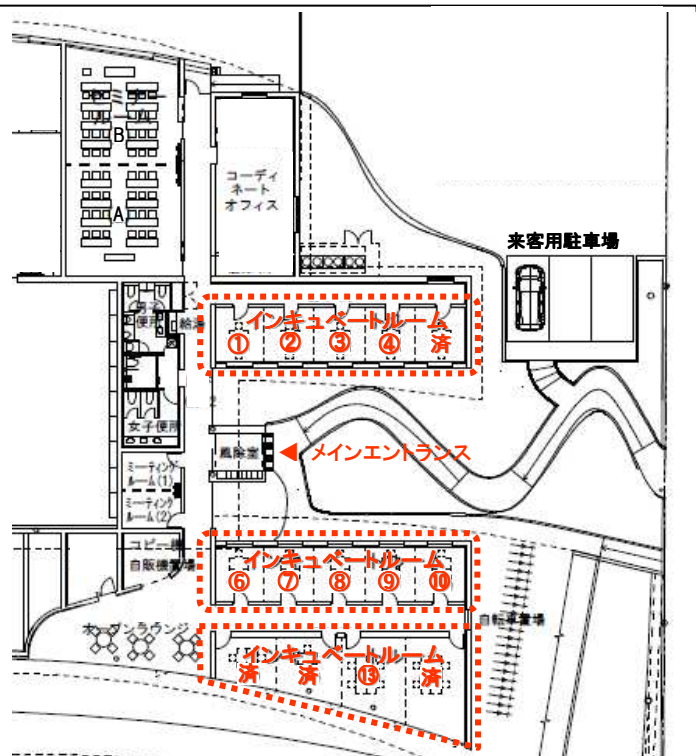 セミナー
ルーム
B
A
コーディ
ネート
オフィス
来客用駐車場
男子
便所
給湯
インキュベートルーム
① ② ③ ④ 済
女子便所
風除室
メインエントランス
ミーティング
ルーム(1)
ミーティング
ルーム(2)
コピー機
自販機置場
インキュベートルーム
⑥ ⑦ ⑧ ⑨ ⑩
自転車置場
オープンラウンジ
インキュベートルーム
済 済 ⑬ 済